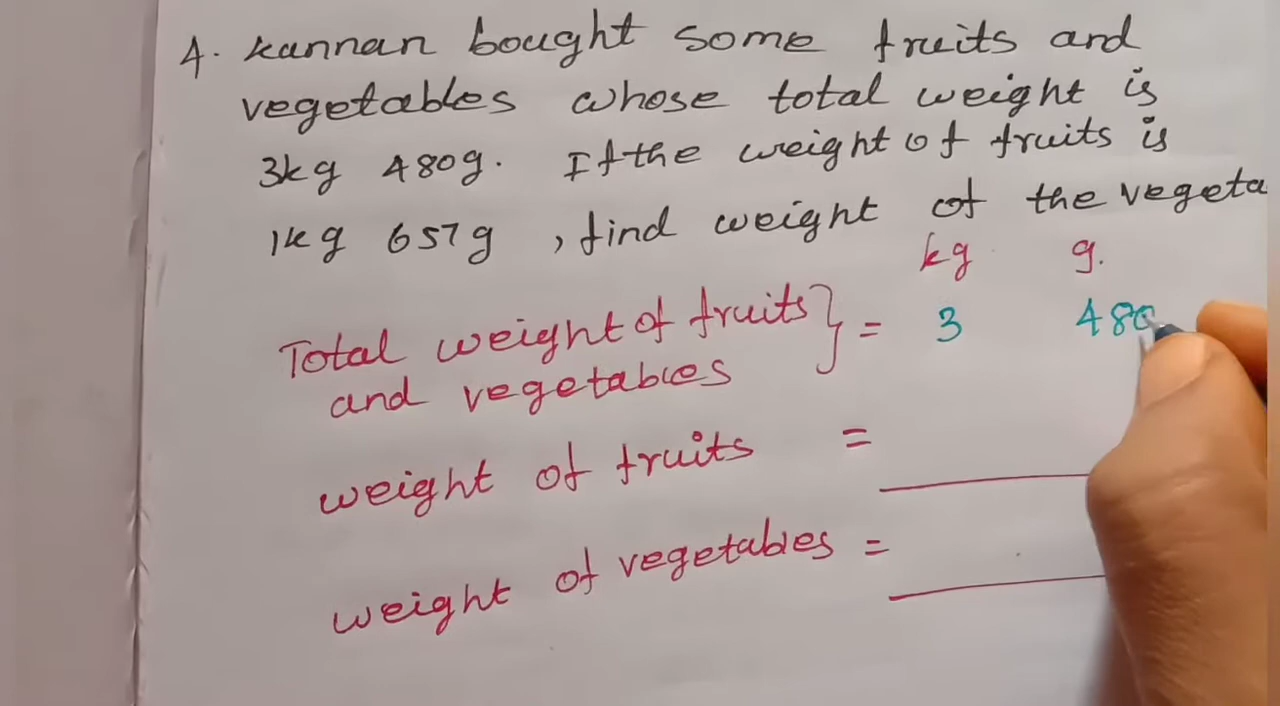 4. kannan bought some fruits and
vegetables whose total weight is
3kg 480g. If the weight of fruits is
1kg 657g, find weight of the vegeta
kg g.
Total weight of fruits } = 3 480
and vegetables
weight of fruits =
weight of vegetables =